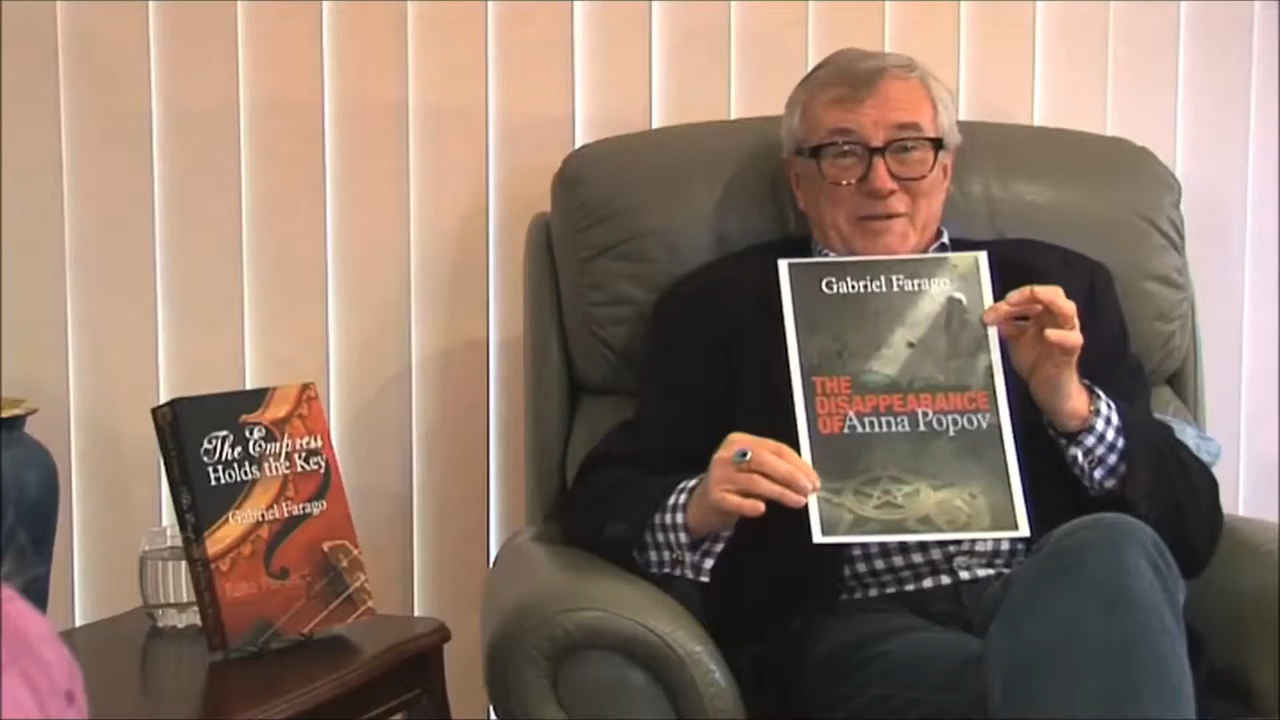 The Empress
Holds the Key
Gabriel Farago
Gabriel Farago
THE
DISAPPEARANCE
OF Anna Popov